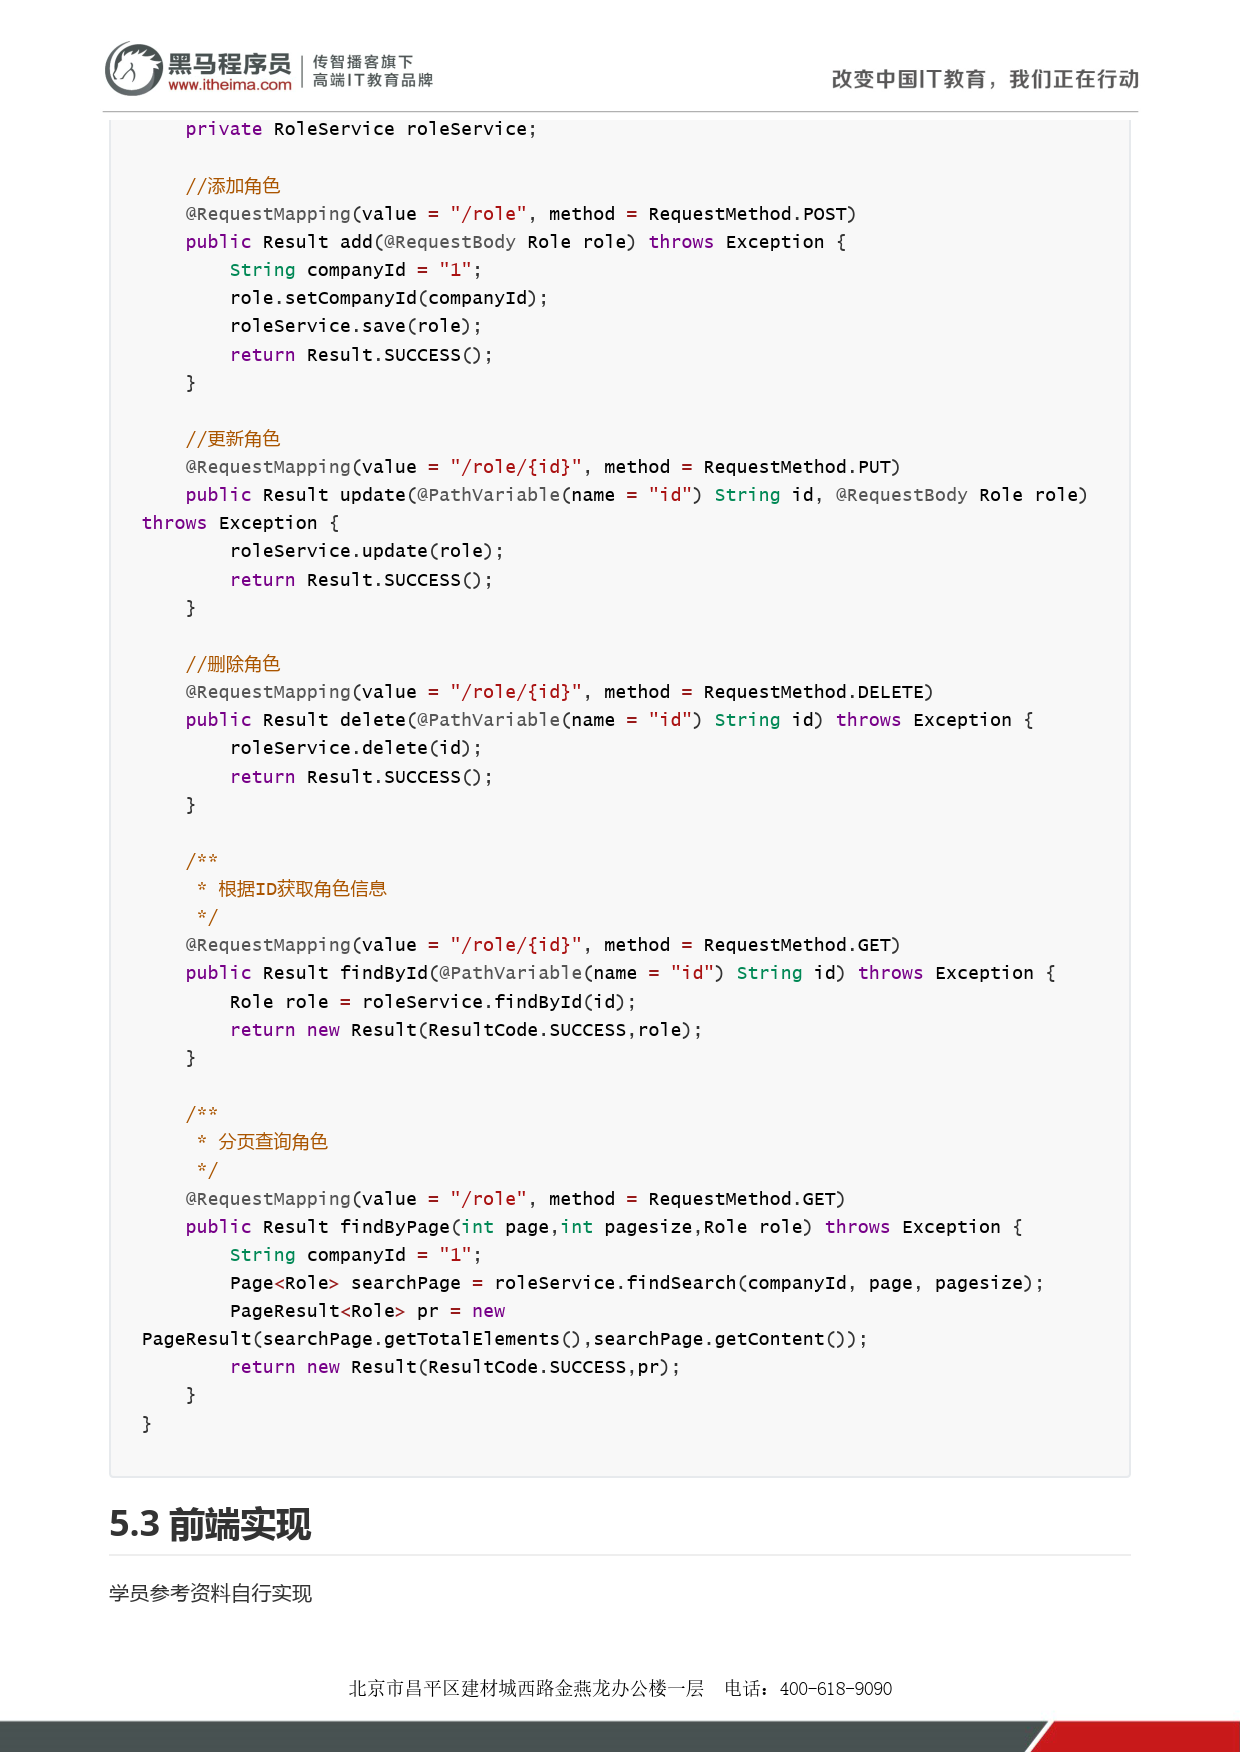 黑马程序员
www.itheima.com
传智播客旗下
高端IT教育品牌
改变中国IT教育，我们正在行动
    private RoleService roleService;

    //添加角色
    @RequestMapping(value = "/role", method = RequestMethod.POST)
    public Result add(@RequestBody Role role) throws Exception {
        String companyId = "1";
        role.setCompanyId(companyId);
        roleService.save(role);
        return Result.SUCCESS();
    }

    //更新角色
    @RequestMapping(value = "/role/{id}", method = RequestMethod.PUT)
    public Result update(@PathVariable(name = "id") String id, @RequestBody Role role)
throws Exception {
        roleService.update(role);
        return Result.SUCCESS();
    }

    //删除角色
    @RequestMapping(value = "/role/{id}", method = RequestMethod.DELETE)
    public Result delete(@PathVariable(name = "id") String id) throws Exception {
        roleService.delete(id);
        return Result.SUCCESS();
    }

    /**
     * 根据ID获取角色信息
     */
    @RequestMapping(value = "/role/{id}", method = RequestMethod.GET)
    public Result findById(@PathVariable(name = "id") String id) throws Exception {
        Role role = roleService.findById(id);
        return new Result(ResultCode.SUCCESS,role);
    }

    /**
     * 分页查询角色
     */
    @RequestMapping(value = "/role", method = RequestMethod.GET)
    public Result findByPage(int page,int pagesize,Role role) throws Exception {
        String companyId = "1";
        Page<Role> searchPage = roleService.findSearch(companyId, page, pagesize);
        PageResult<Role> pr = new
PageResult(searchPage.getTotalElements(),searchPage.getContent());
        return new Result(ResultCode.SUCCESS,pr);
    }
}
5.3 前端实现
学员参考资料自行实现
北京市昌平区建材城西路金燕龙办公楼一层 电话：400-618-9090